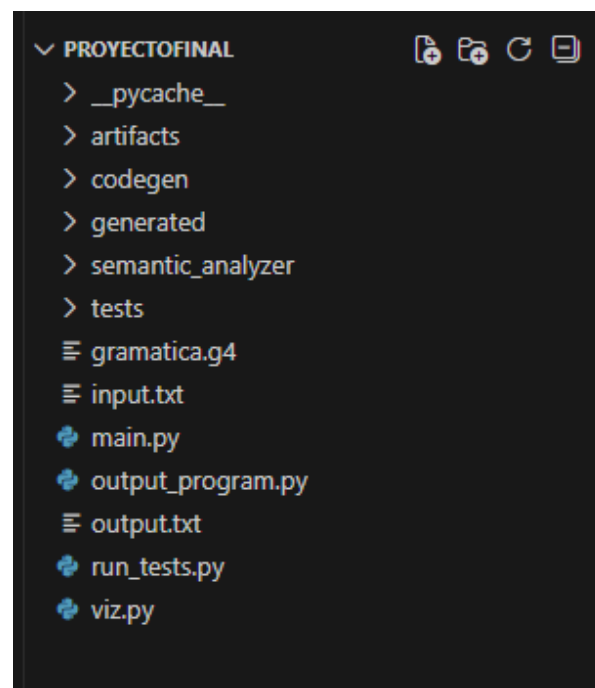 PROYECTOFINAL
__pycache__
artifacts
codegen
generated
semantic_analyzer
tests
gramatica.g4
input.txt
main.py
output_program.py
output.txt
run_tests.py
viz.py